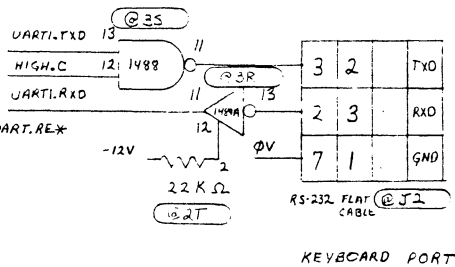 @ 3S
UART1.TXD 13
11
HIGH.C 12 1488
@ 3R
3 2 TXD
UART1.RXD
11 1489A 13
12
2 3 RXD
ART.RE*
-12V
2
ØV
7 1 GND
22 K Ω
@ 2T
RS-232 FLAT CABLE @ J2
KEYBOARD PORT